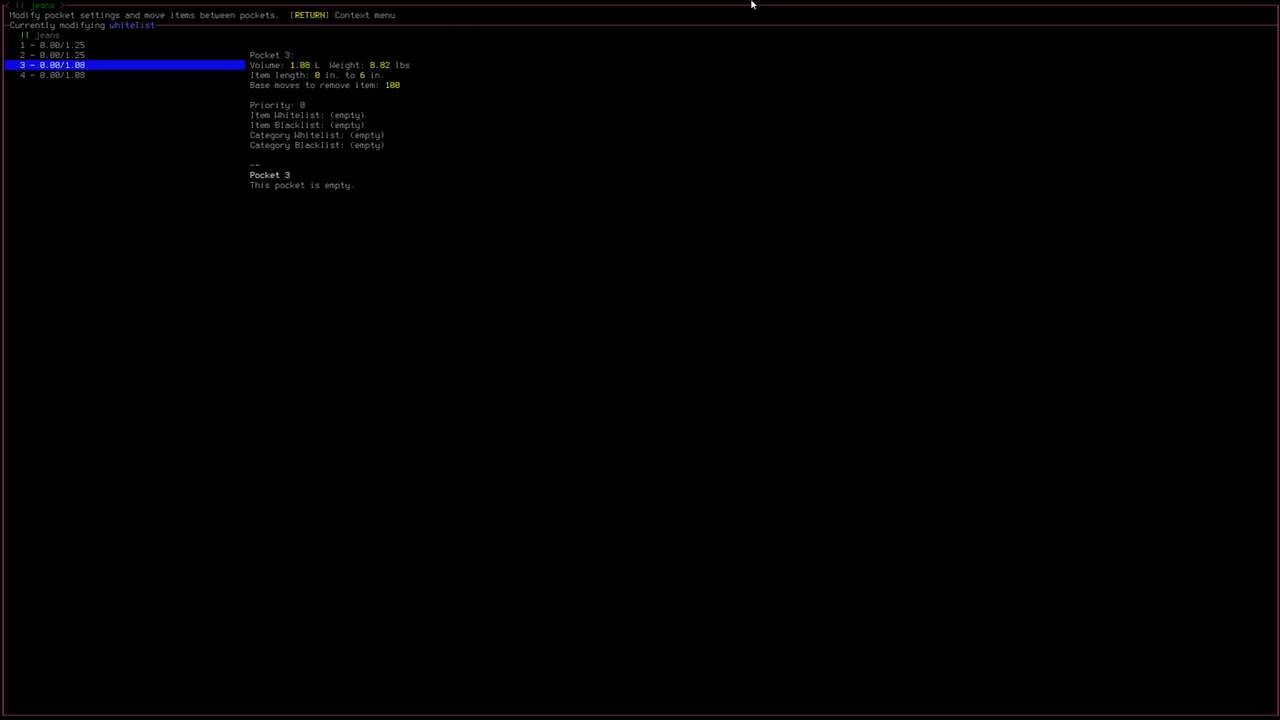 < || jeans >
Modify pocket settings and move items between pockets. [RETURN] Context menu
Currently modifying whitelist
|| jeans
1 - 0.00/1.25
2 - 0.00/1.25
3 - 0.00/1.08
4 - 0.00/1.08
Pocket 3:
Volume: 1.08 L Weight: 8.82 lbs
Item length: 0 in. to 6 in.
Base moves to remove item: 100
Priority: 0
Item Whitelist: (empty)
Item Blacklist: (empty)
Category Whitelist: (empty)
Category Blacklist: (empty)
--
Pocket 3
This pocket is empty.